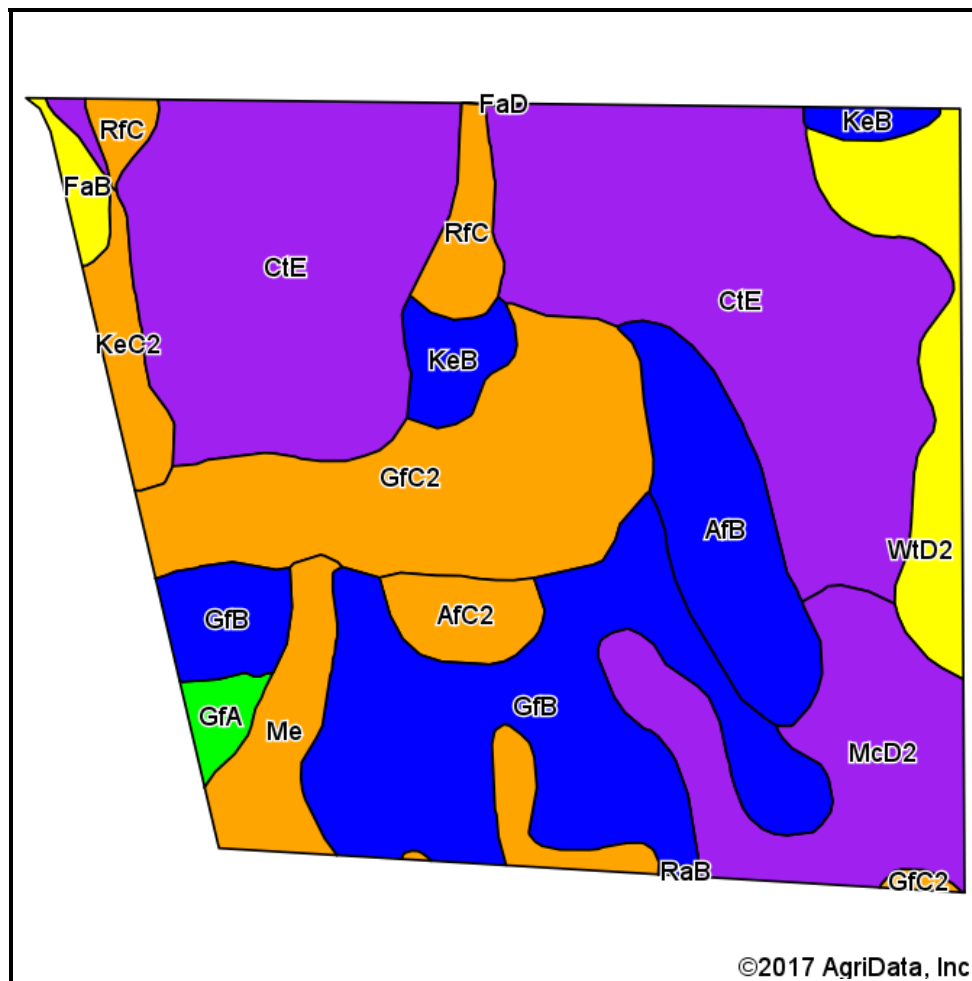 FaD
KeB
RfC
FaB
RfC
CtE
CtE
KeC2
KeB
GfC2
AfB
WtD2
AfC2
GfB
GfB
GfA
Me
McD2
RaB
GfC2
©2017 AgriData, Inc